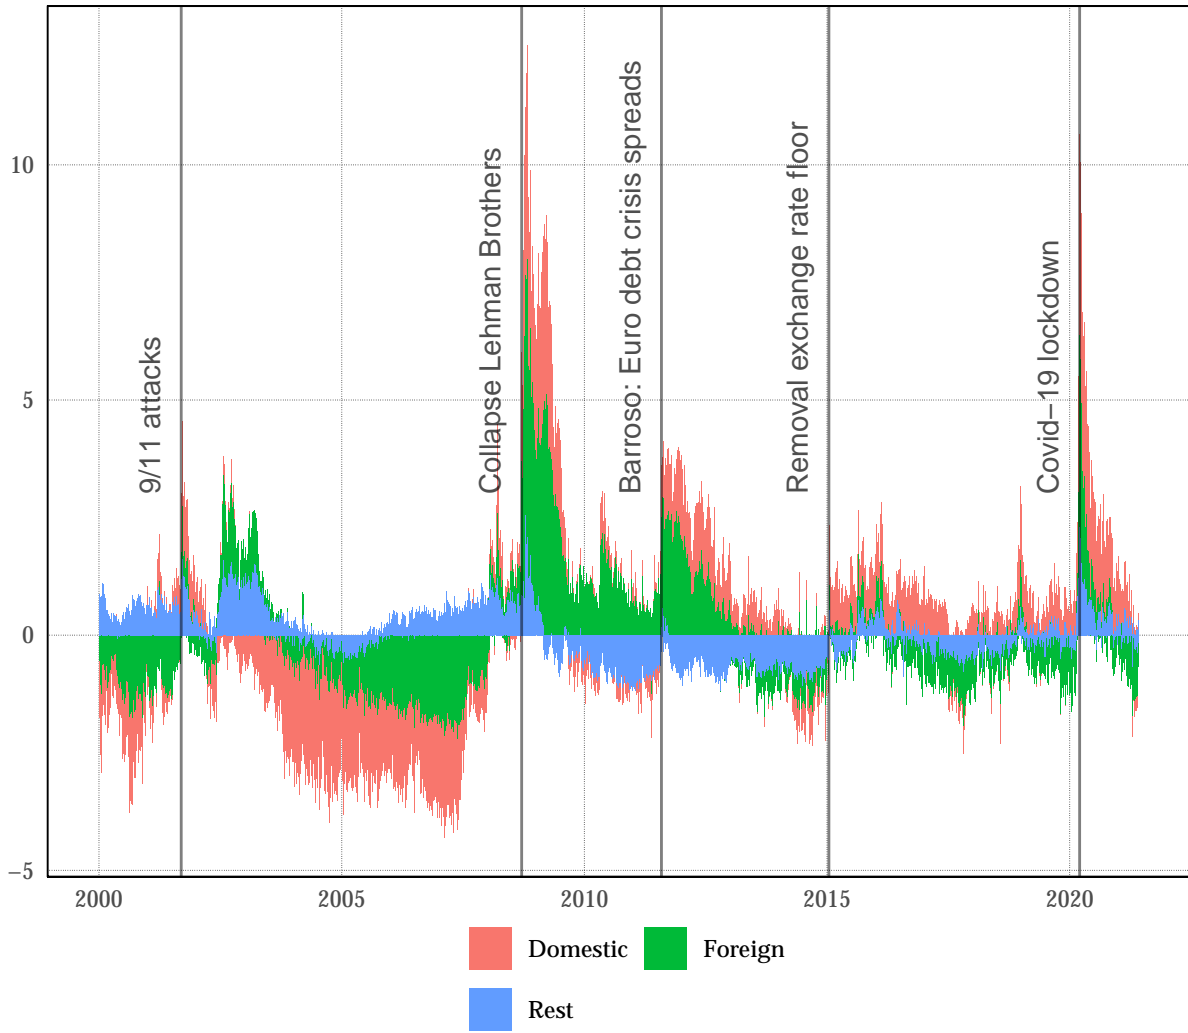 10
5
0
−5
9/11 attacks
Collapse Lehman Brothers
Barroso: Euro debt crisis spreads
Removal exchange rate floor
Covid−19 lockdown
2000 2005 2010 2015 2020
Domestic Foreign
Rest